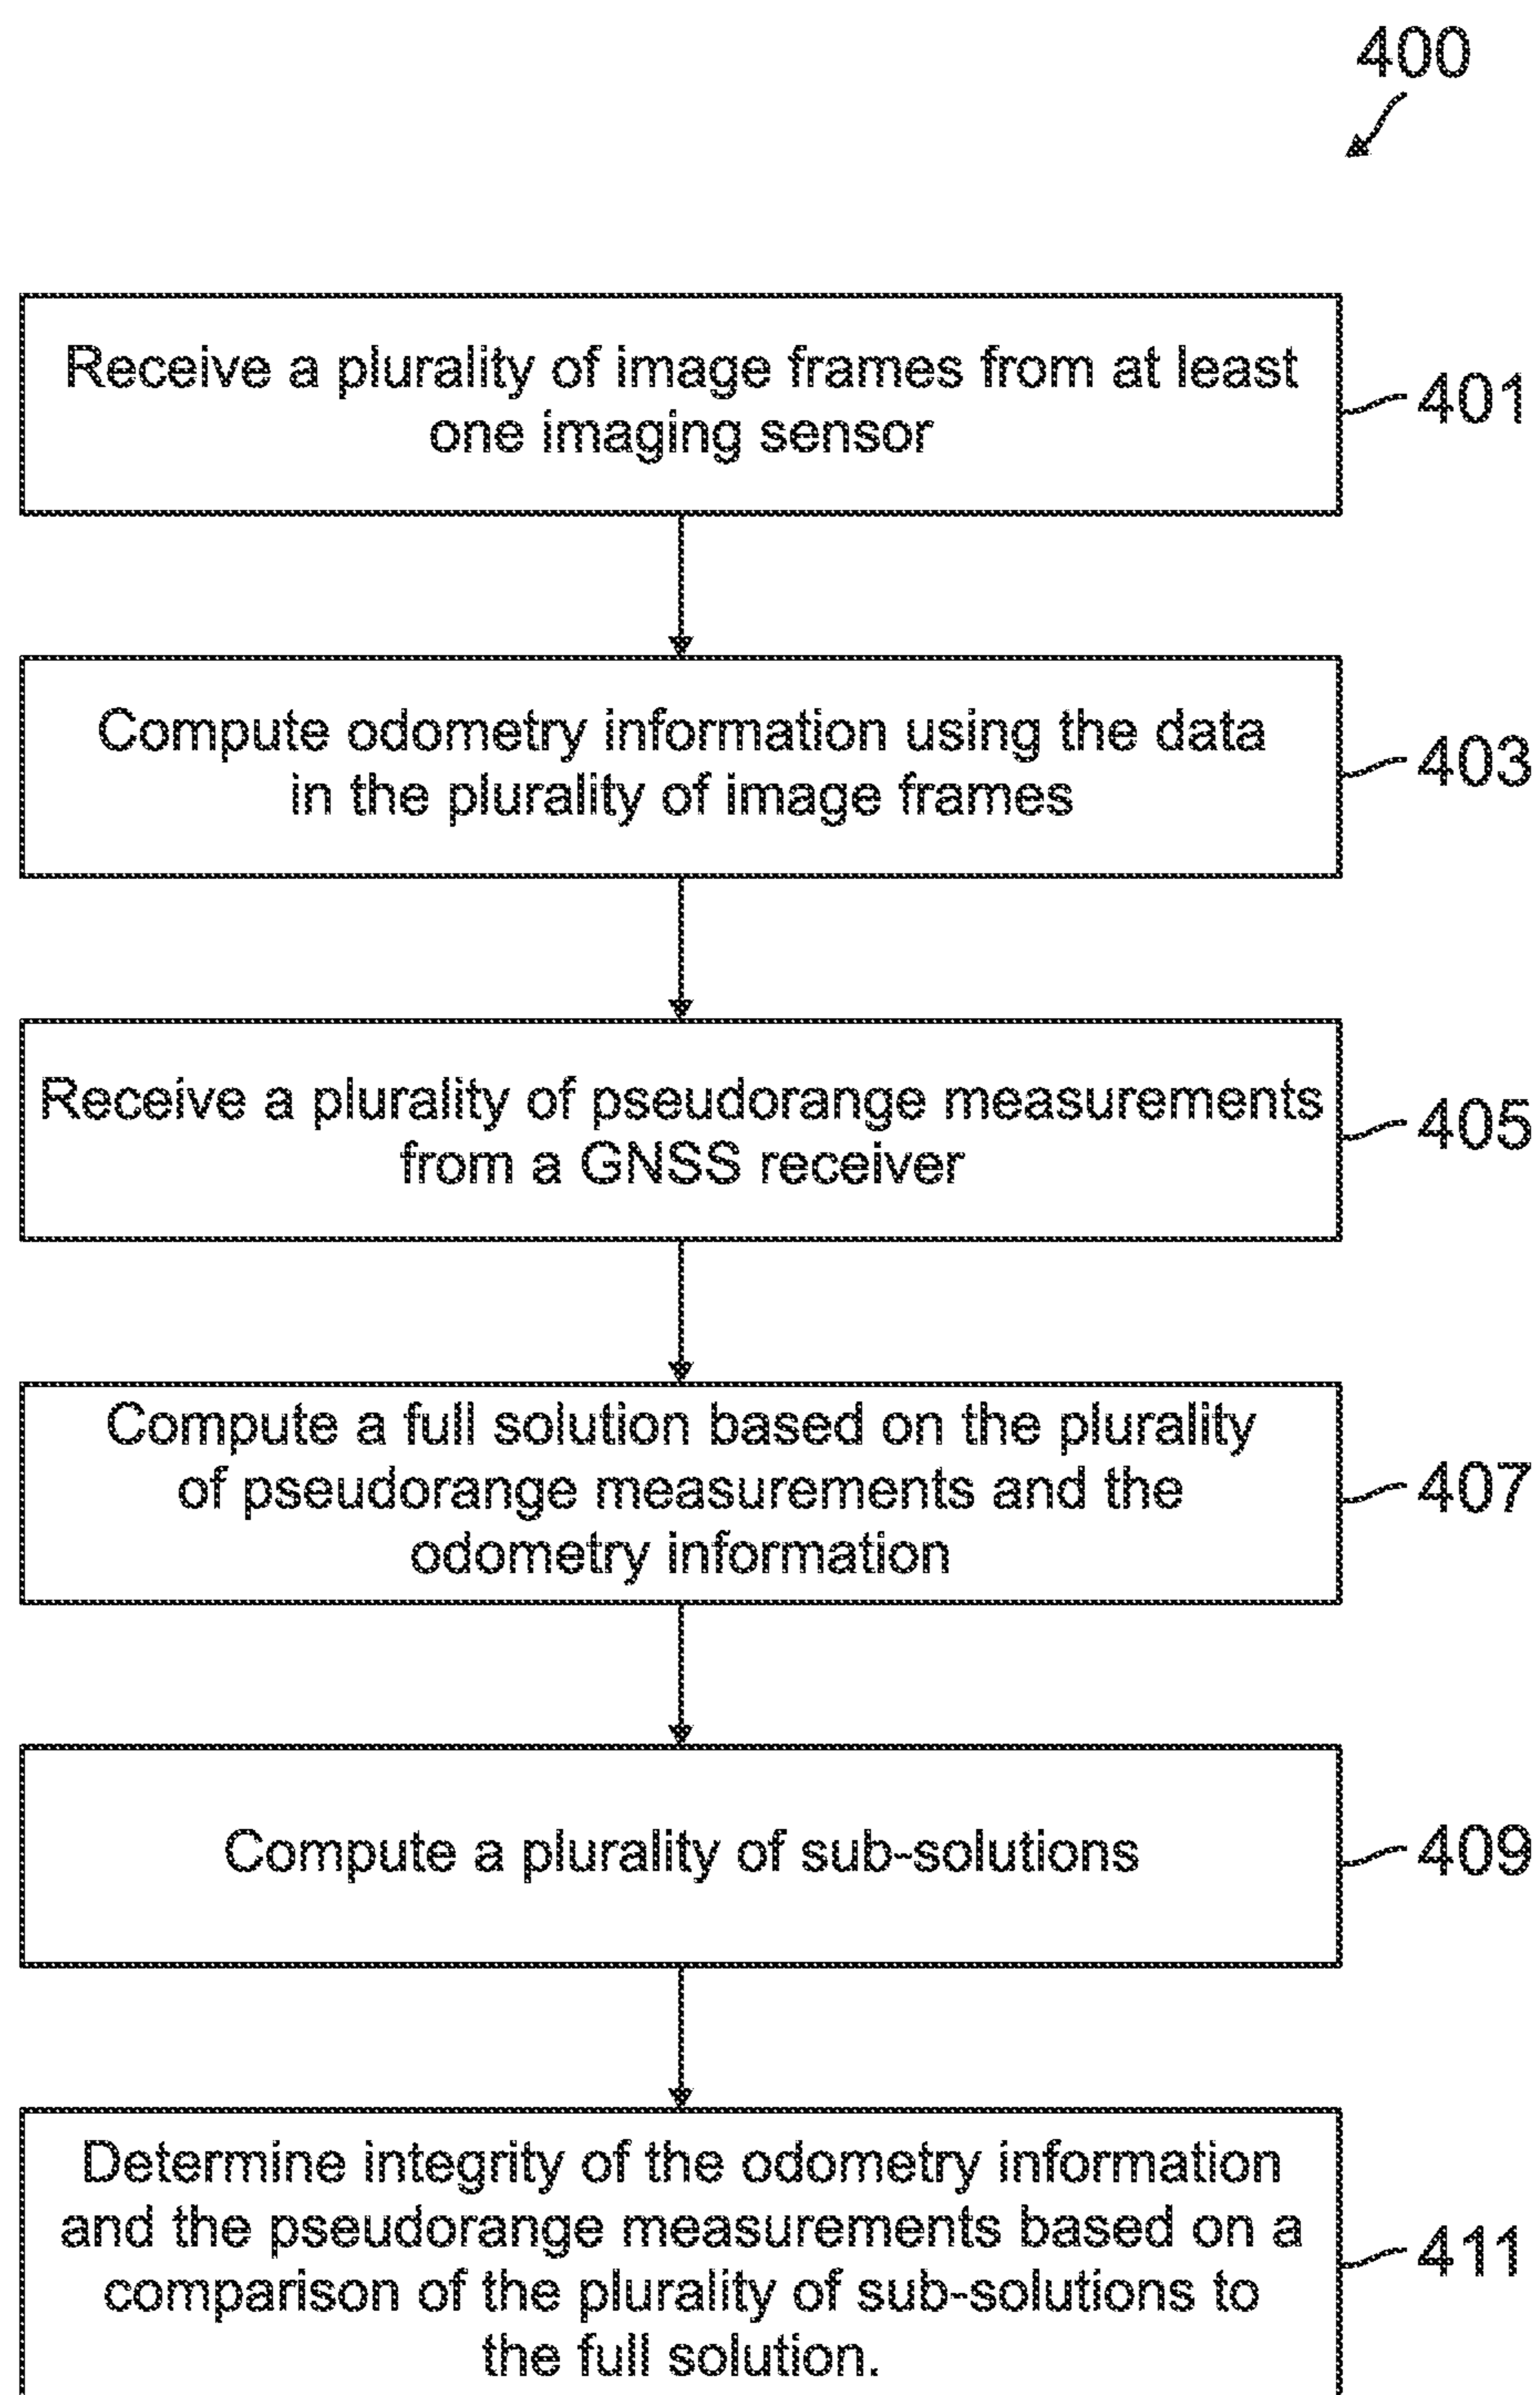 400
Receive a plurality of image frames from at least
one imaging sensor
401
Compute odometry information using the data
in the plurality of image frames
403
Receive a plurality of pseudorange measurements
from a GNSS receiver
405
Compute a full solution based on the plurality
of pseudorange measurements and the
odometry information
407
Compute a plurality of sub-solutions
409
Determine integrity of the odometry information
and the pseudorange measurements based on a
comparison of the plurality of sub-solutions to
the full solution.
411